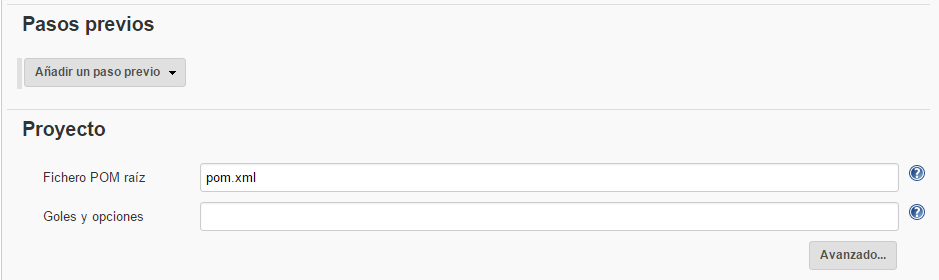 Pasos previos
Añadir un paso previo
Proyecto
Fichero POM raíz
pom.xml
Goles y opciones
Avanzado...